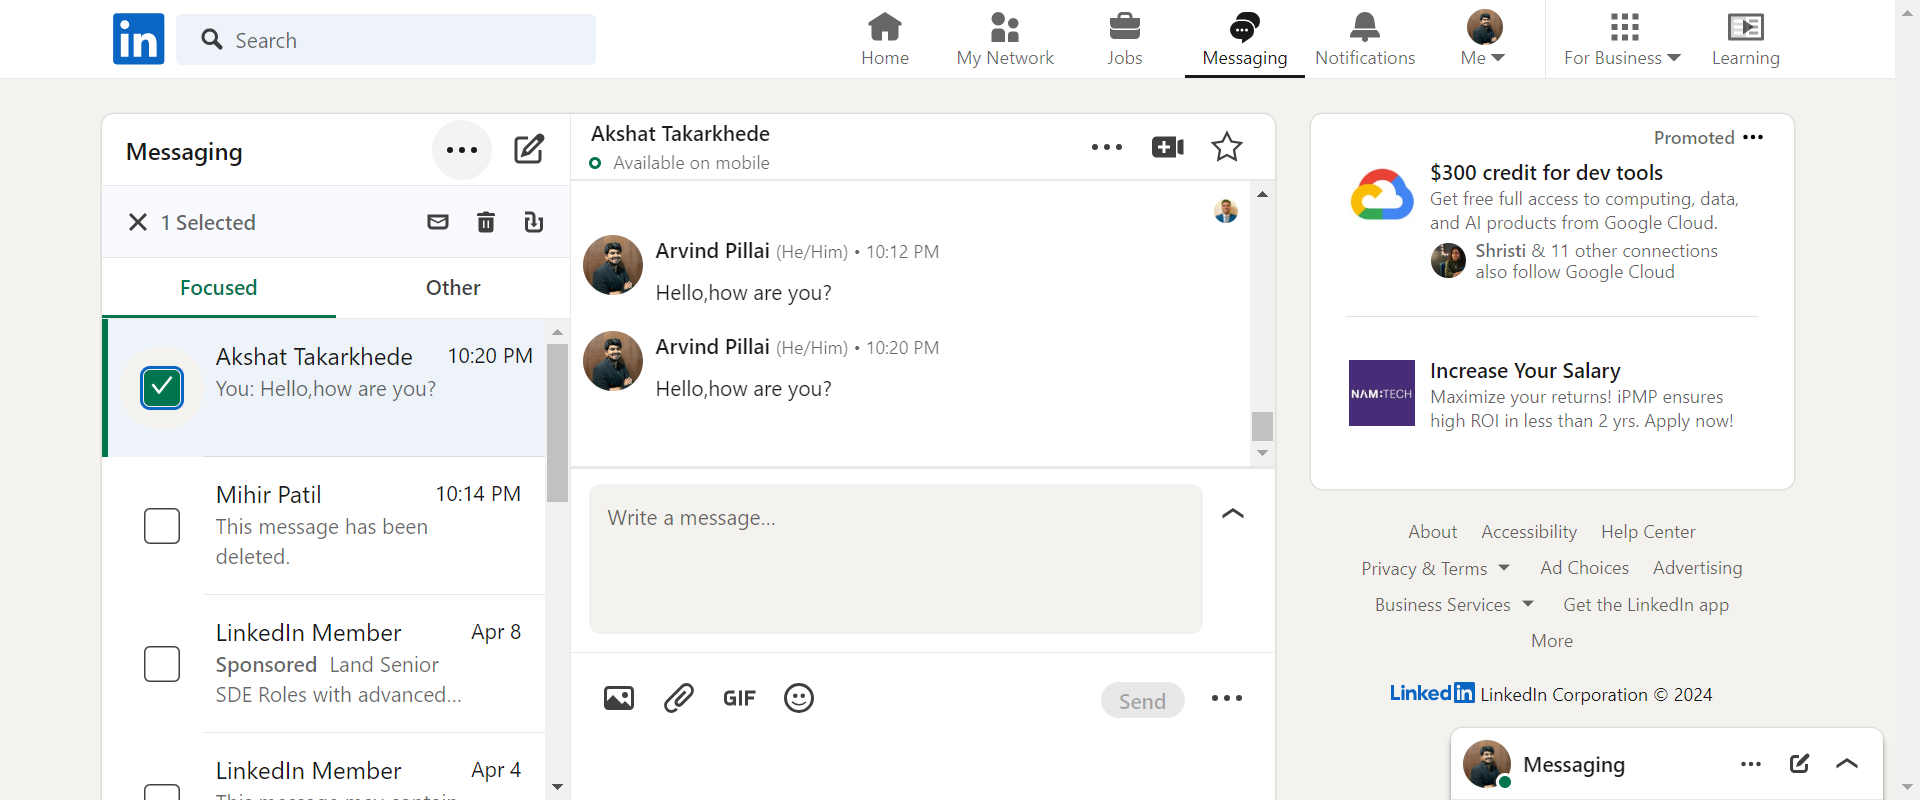 in
Search
Home
My Network
Jobs
Messaging
Notifications
Me
For Business
Learning
Messaging
1 Selected
Focused
Other
Akshat Takarkhede 10:20 PM
You: Hello,how are you?
Mihir Patil 10:14 PM
This message has been
deleted.
LinkedIn Member Apr 8
Sponsored Land Senior
SDE Roles with advanced...
LinkedIn Member Apr 4
Akshat Takarkhede
Available on mobile
Arvind Pillai (He/Him) • 10:12 PM
Hello,how are you?
Arvind Pillai (He/Him) • 10:20 PM
Hello,how are you?
Write a message...
GIF
Send
Promoted
$300 credit for dev tools
Get free full access to computing, data,
and AI products from Google Cloud.
Shristi & 11 other connections
also follow Google Cloud
NAM:TECH
Increase Your Salary
Maximize your returns! iPMP ensures
high ROI in less than 2 yrs. Apply now!
About Accessibility Help Center
Privacy & Terms Ad Choices Advertising
Business Services Get the LinkedIn app
More
LinkedIn LinkedIn Corporation © 2024
Messaging